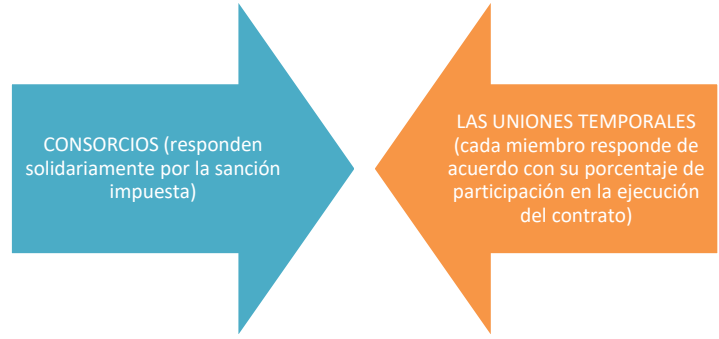 CONSORCIOS (responden
solidariamente por la sanción
impuesta)
LAS UNIONES TEMPORALES
(cada miembro responde de
acuerdo con su porcentaje de
participación en la ejecución
del contrato)